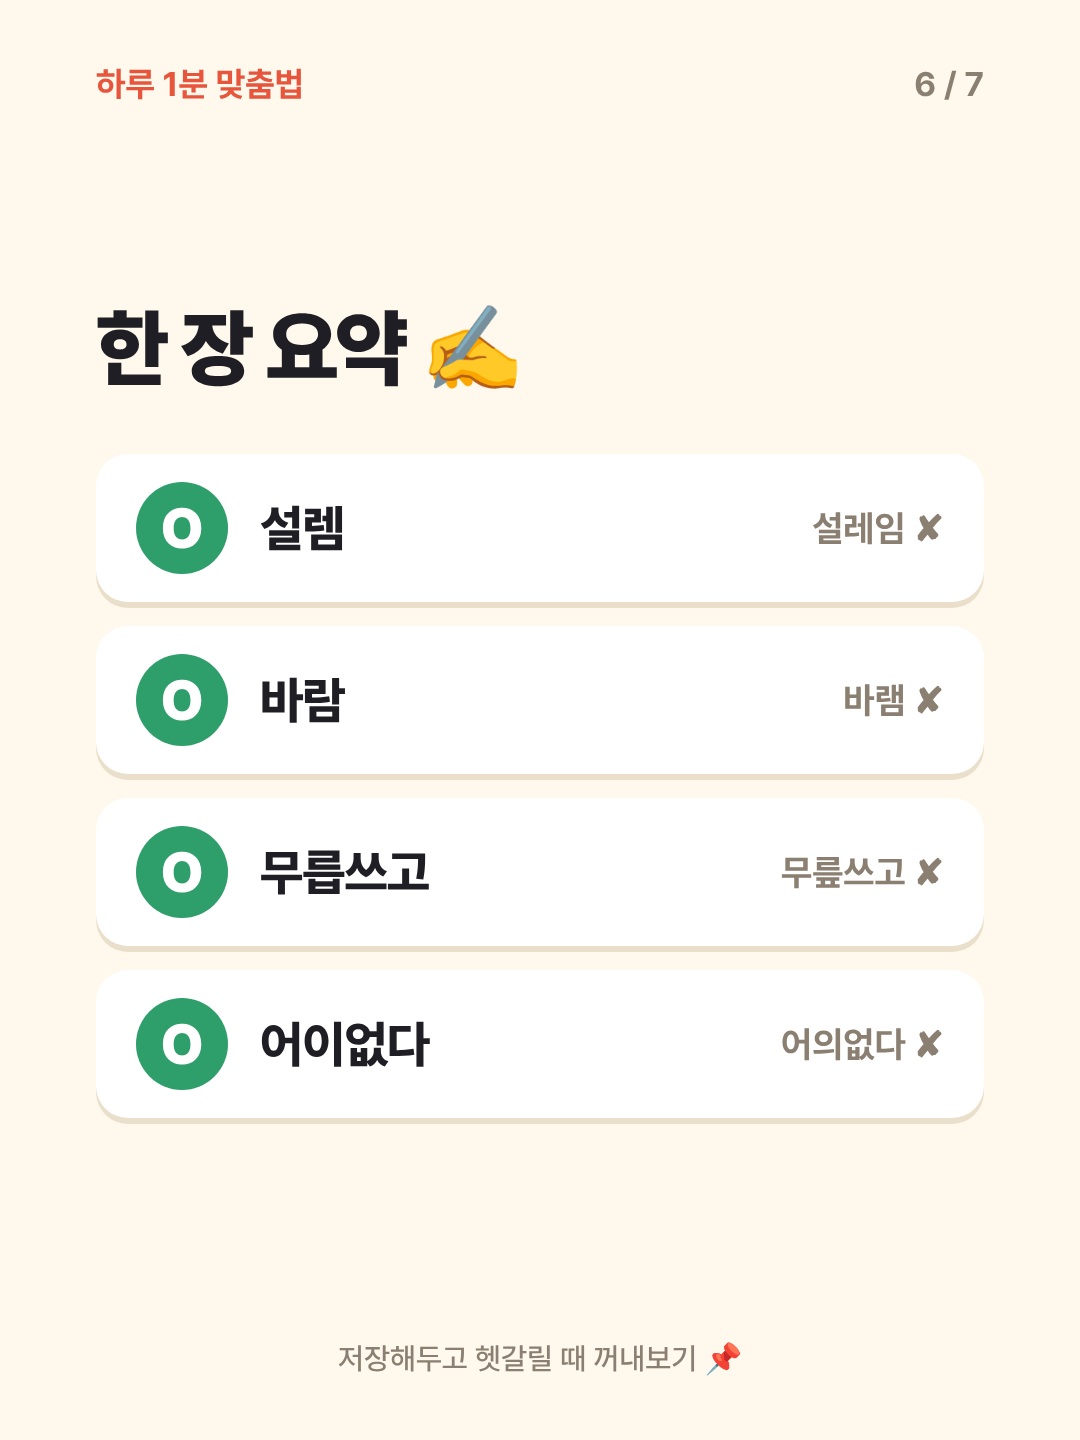 하루 1분 맞춤법
6 / 7
한 장 요약 ✍️
O 설렘 설레임 ✘
O 바람 바램 ✘
O 무릅쓰고 무릎쓰고 ✘
O 어이없다 어의없다 ✘
저장해두고 헷갈릴 때 꺼내보기 📌